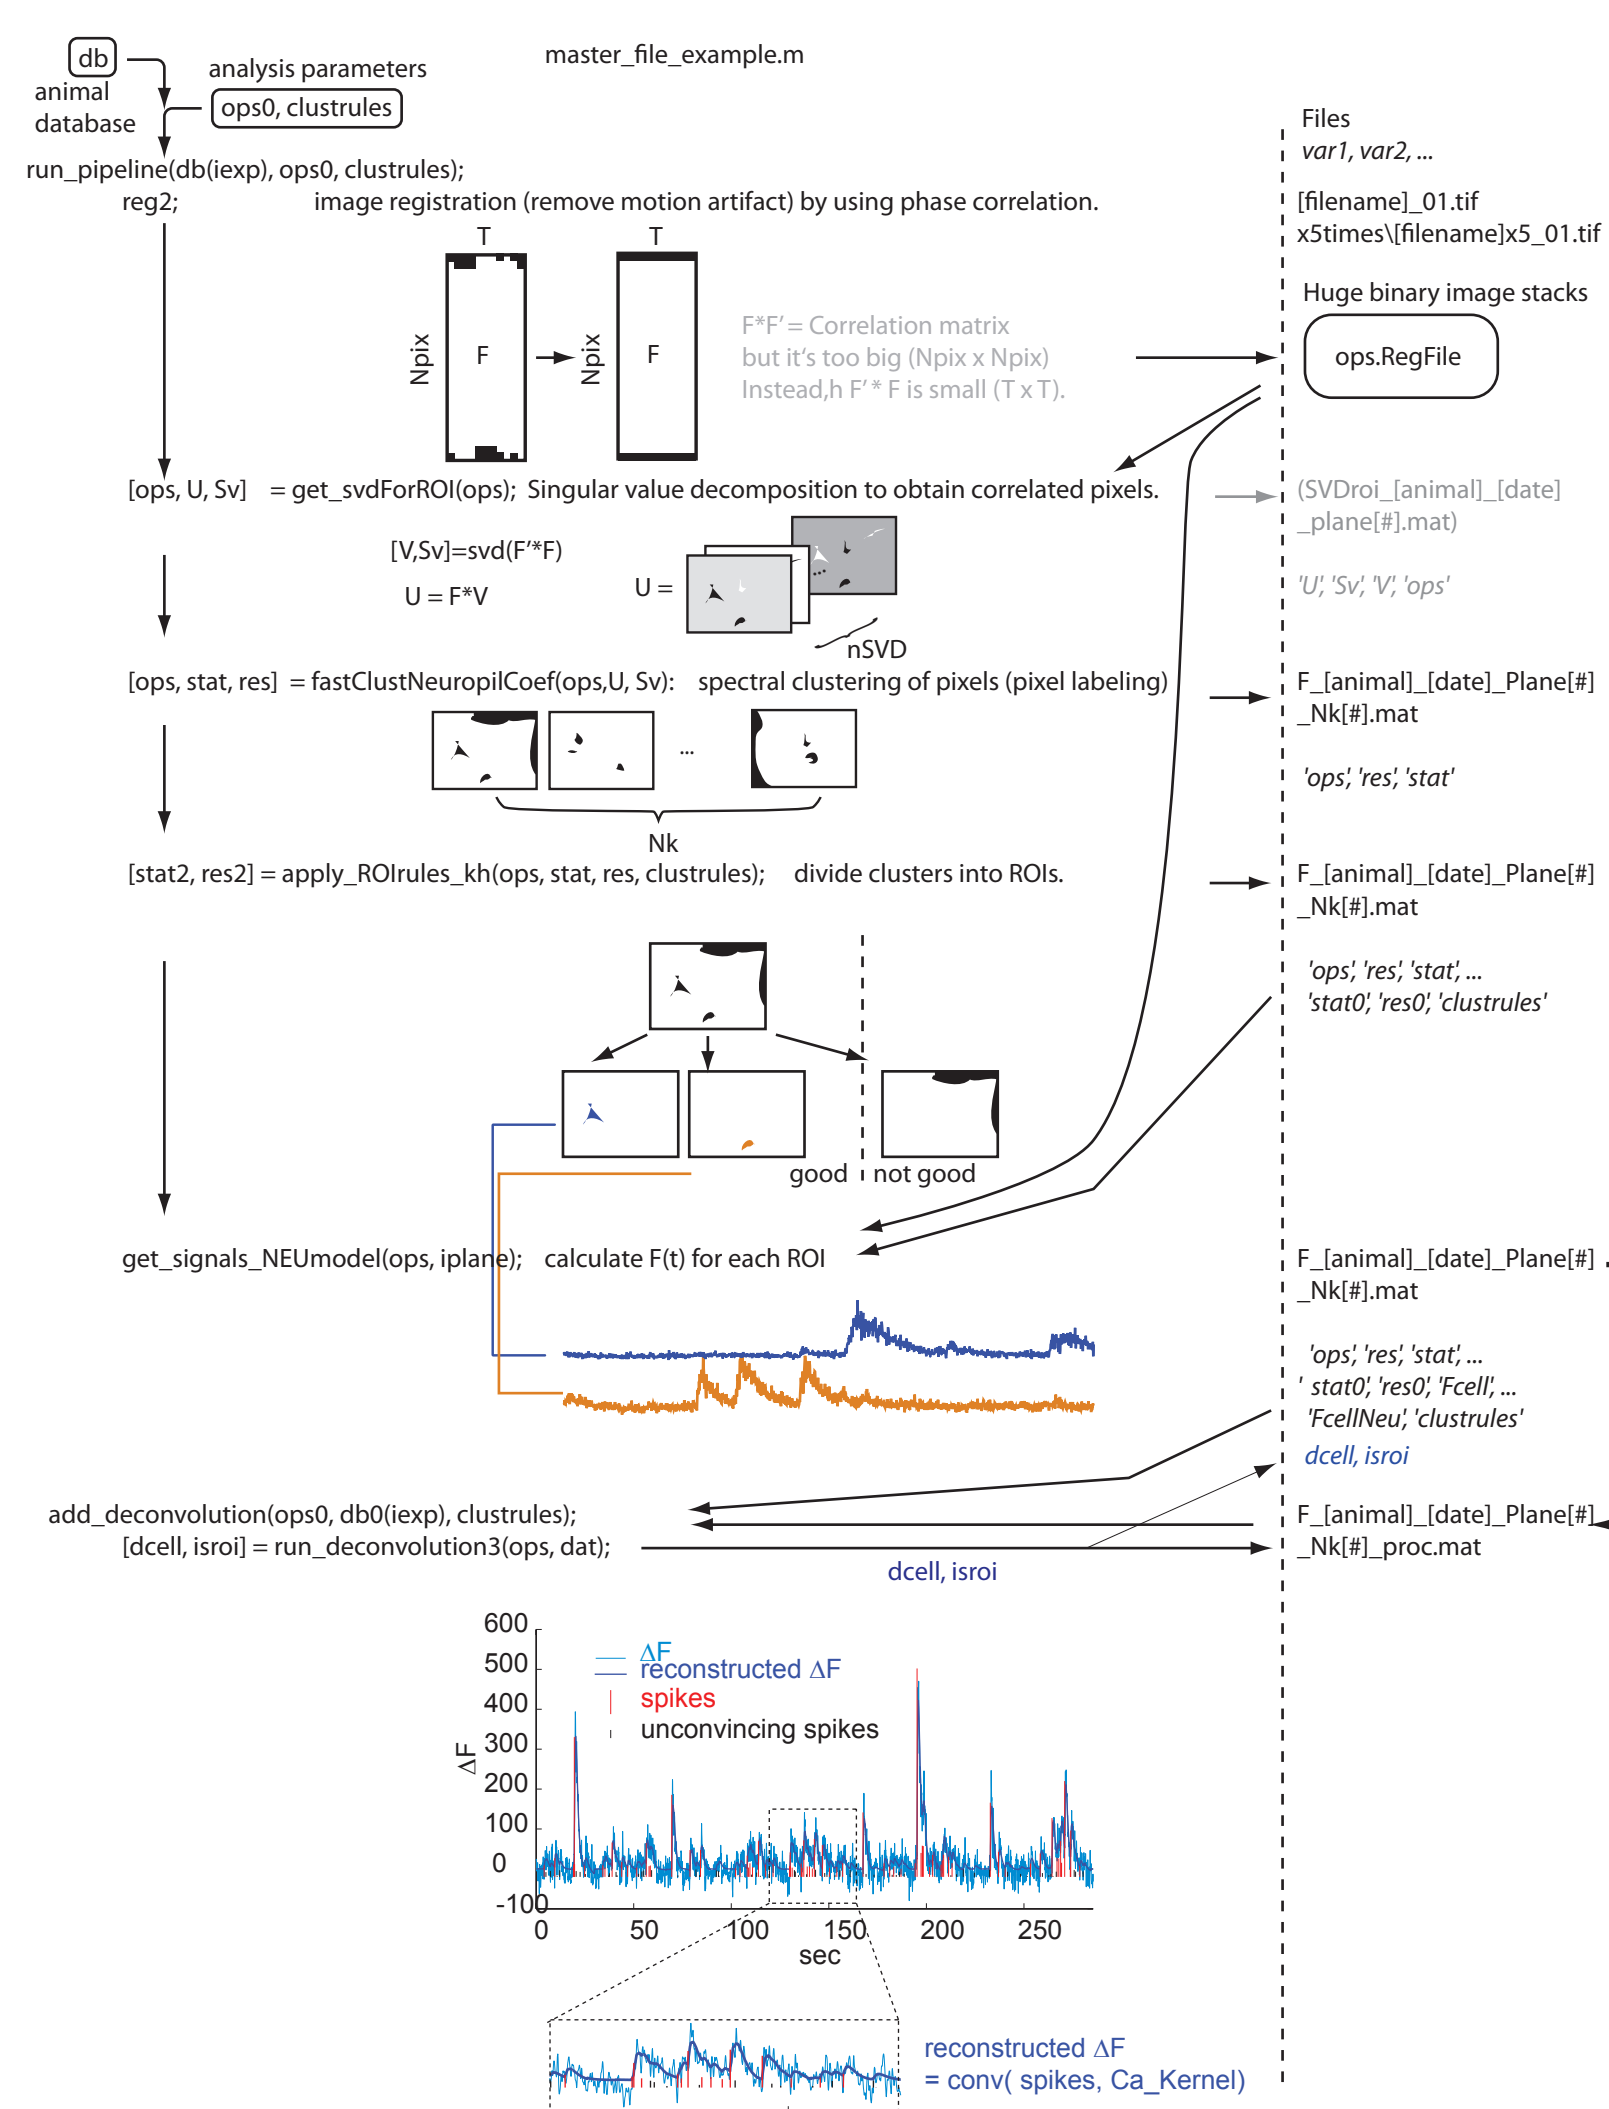 master_file_example.m
db
animal
database
analysis parameters
ops0, clustrules
run_pipeline(db(iexp), ops0, clustrules);
reg2; image registration (remove motion artifact) by using phase correlation.
Files
var1, var2, ...
[filename]_01.tif
x5times\[filename]x5_01.tif
T
T
Npix
F
Npix
F
F*F' = Correlation matrix
but it's too big (Npix x Npix)
Instead,h F' * F is small (T x T).
Huge binary image stacks
ops.RegFile
[ops, U, Sv] = get_svdForROI(ops); Singular value decomposition to obtain correlated pixels.
(SVDroi_[animal]_[date]
_plane[#].mat)
'U', 'Sv', 'V', 'ops'
[V,Sv]=svd(F'*F)
U = F*V
U =
...
nSVD
[ops, stat, res] = fastClustNeuropilCoef(ops,U, Sv): spectral clustering of pixels (pixel labeling)
F_[animal]_[date]_Plane[#]
_Nk[#].mat
'ops', 'res', 'stat'
...
Nk
[stat2, res2] = apply_ROIrules_kh(ops, stat, res, clustrules); divide clusters into ROIs.
F_[animal]_[date]_Plane[#]
_Nk[#].mat
'ops', 'res', 'stat', ...
'stat0', 'res0', 'clustrules'
good
not good
get_signals_NEUmodel(ops, iplane); calculate F(t) for each ROI
F_[animal]_[date]_Plane[#]
_Nk[#].mat
'ops', 'res', 'stat', ...
' stat0', 'res0', 'Fcell', ...
'FcellNeu', 'clustrules'
dcell, isroi
add_deconvolution(ops0, db0(iexp), clustrules);
[dcell, isroi] = run_deconvolution3(ops, dat);
dcell, isroi
F_[animal]_[date]_Plane[#]
_Nk[#]_proc.mat
600
500
400
300
200
100
0
-100
ΔF
ΔF
reconstructed ΔF
spikes
unconvincing spikes
0 50 100 150 200 250
sec
reconstructed ΔF
= conv( spikes, Ca_Kernel)